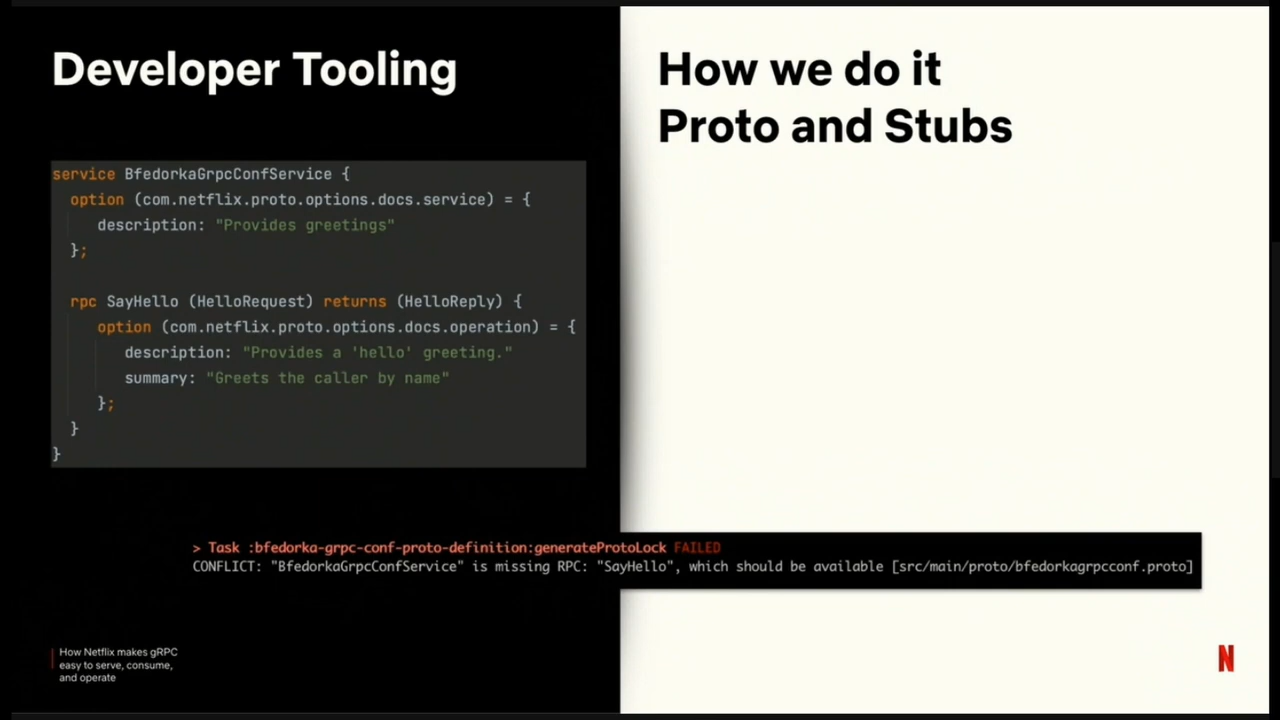 Developer Tooling
service BfedorkaGrpcConfService {
option (com.netflix.proto.options.docs.service) = {
description: "Provides greetings"
};
rpc SayHello (HelloRequest) returns (HelloReply) {
option (com.netflix.proto.options.docs.operation) = {
description: "Provides a 'hello' greeting."
summary: "Greets the caller by name"
};
}
}
How we do it
Proto and Stubs
> Task :bfedorka-grpc-conf-proto-definition:generateProtoLock FAILED
CONFLICT: "BfedorkaGrpcConfService" is missing RPC: "SayHello", which should be available [src/main/proto/bfedorkagrpcconf.proto]
How Netflix makes gRPC
easy to serve, consume,
and operate
N